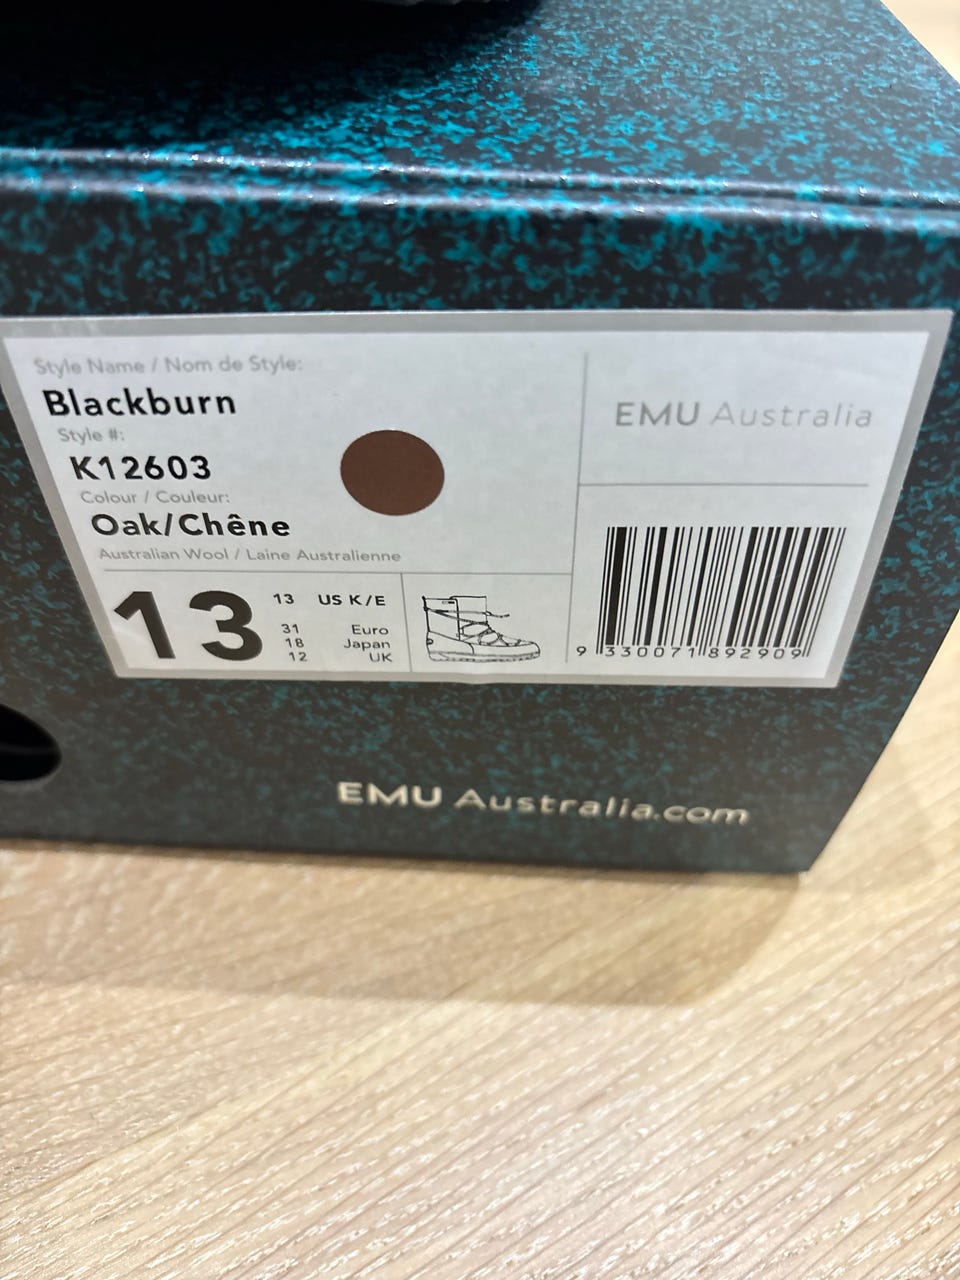 Style Name / Nom de Style:
Blackburn
Style #:
K12603
Colour / Couleur:
Oak/Chêne
Australian Wool / Laine Australienne
13
13 US K/E
31 Euro
18 Japan
12 UK
EMU Australia
9 330071 892909
EMU Australia.com